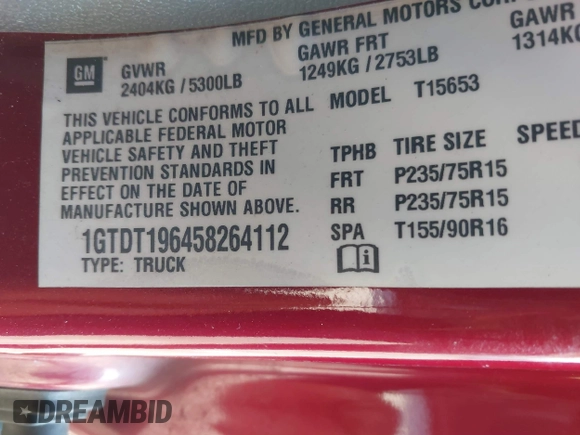 MFD BY GENERAL MOTORS
GM
GVWR
2404KG / 5300LB
GAWR FRT
1249KG / 2753LB
GAWR
1314KG
THIS VEHICLE CONFORMS TO ALL
APPLICABLE FEDERAL MOTOR
VEHICLE SAFETY AND THEFT
PREVENTION STANDARDS IN
EFFECT ON THE DATE OF
MANUFACTURE SHOWN ABOVE.
1GTDT196458264112
TYPE: TRUCK
MODEL T15653
TPHB TIRE SIZE SPEED
FRT P235/75R15
RR P235/75R15
SPA T155/90R16
i
DREAMBID